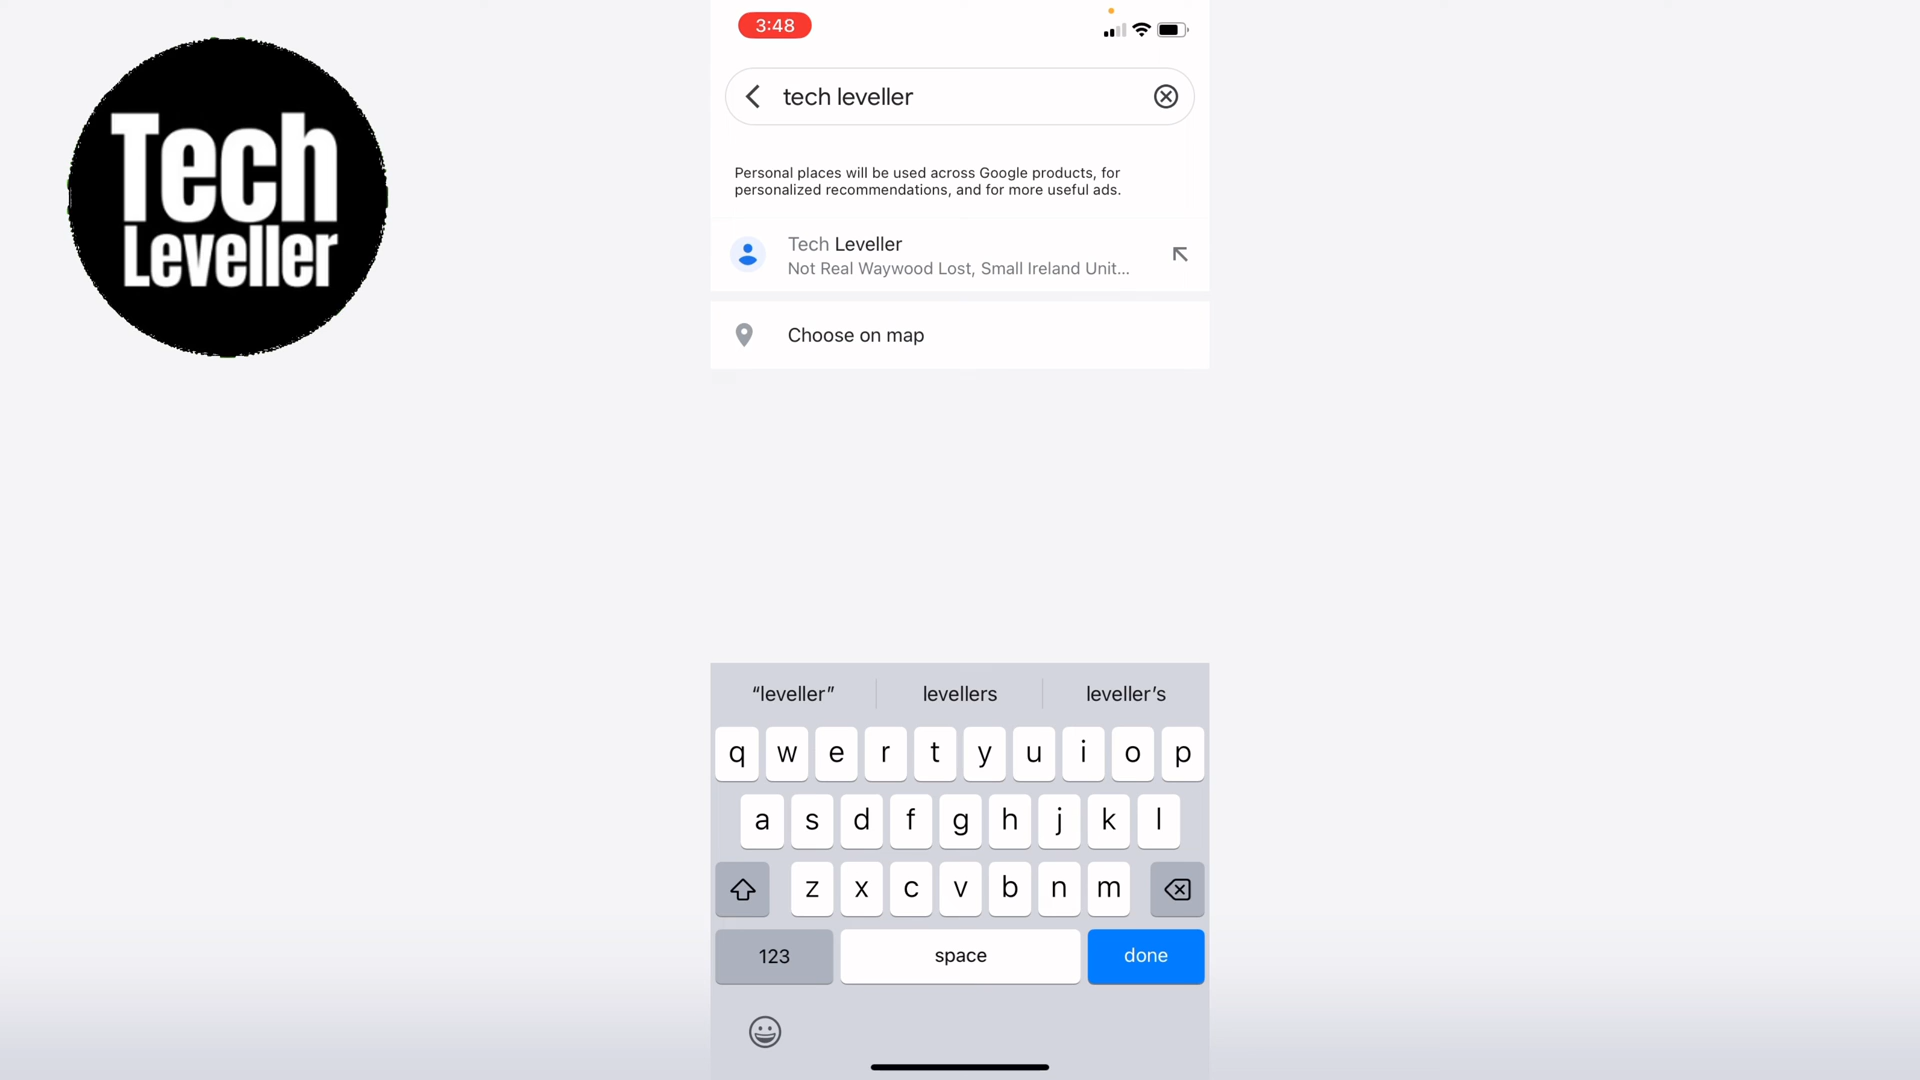 Tech
Leveller
3:48
tech leveller
Personal places will be used across Google products, for
personalized recommendations, and for more useful ads.
Tech Leveller
Not Real Waywood Lost, Small Ireland Unit...
Choose on map
“leveller”
levellers
leveller’s
q w e r t y u i o p
a s d f g h j k l
z x c v b n m
123
space
done